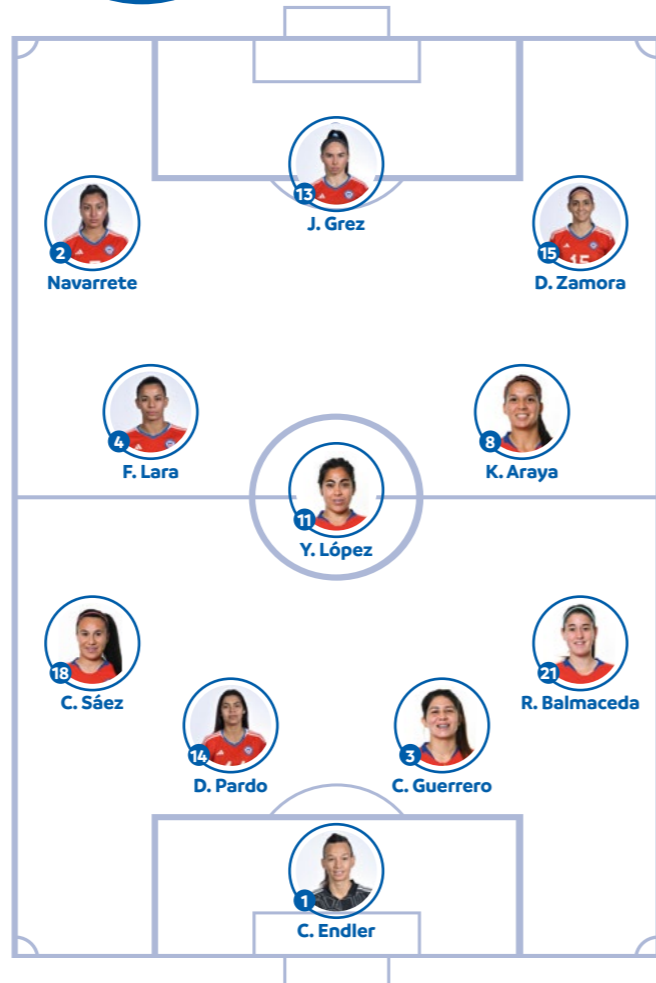 13
J. Grez
2
Navarrete
15
D. Zamora
4
F. Lara
8
K. Araya
11
Y. López
18
C. Sáez
21
R. Balmaceda
14
D. Pardo
3
C. Guerrero
1
C. Endler